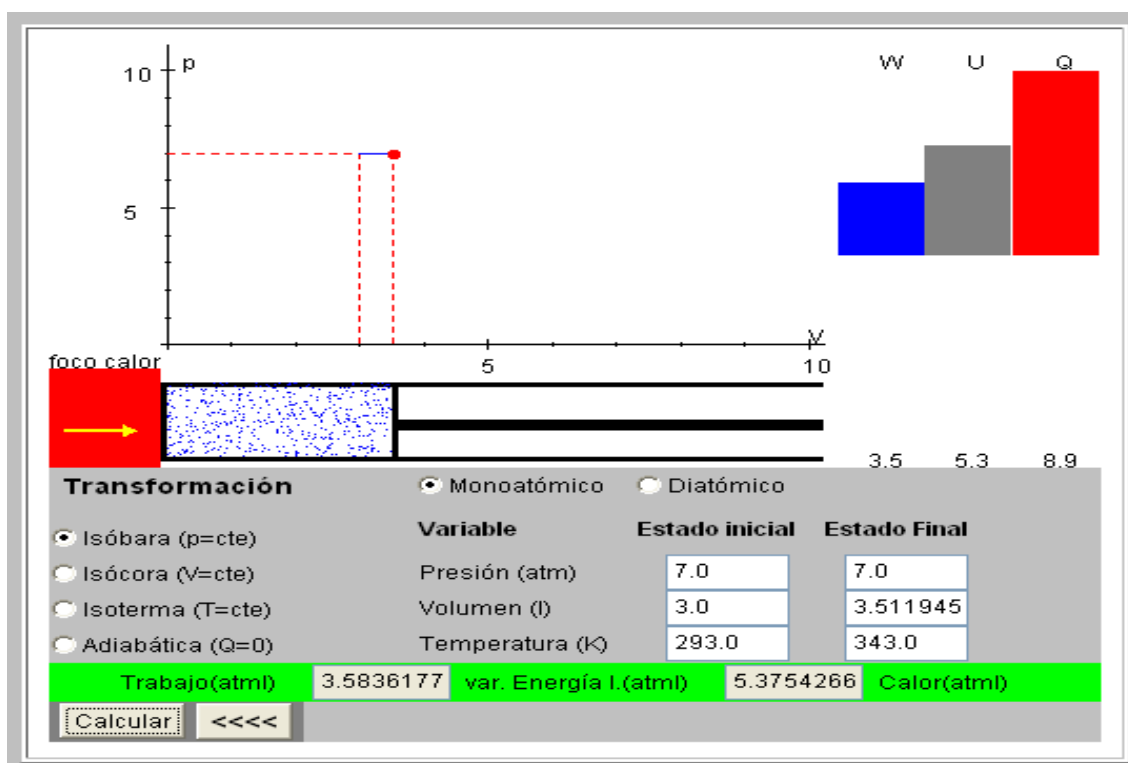 p
10
5
W U Q
V
foco calor
5 10
3.5 5.3 8.9
Transformación
Monoatómico Diatómico
Variable Estado inicial Estado Final
Isóbara (p=cte)
Isócora (V=cte) Presión (atm) 7.0 7.0
Isoterma (T=cte) Volumen (l) 3.0 3.511945
Adiabática (Q=0) Temperatura (K) 293.0 343.0
Trabajo(atml) 3.5836177 var. Energía I.(atml) 5.3754266 Calor(atml)
Calcular <<<<